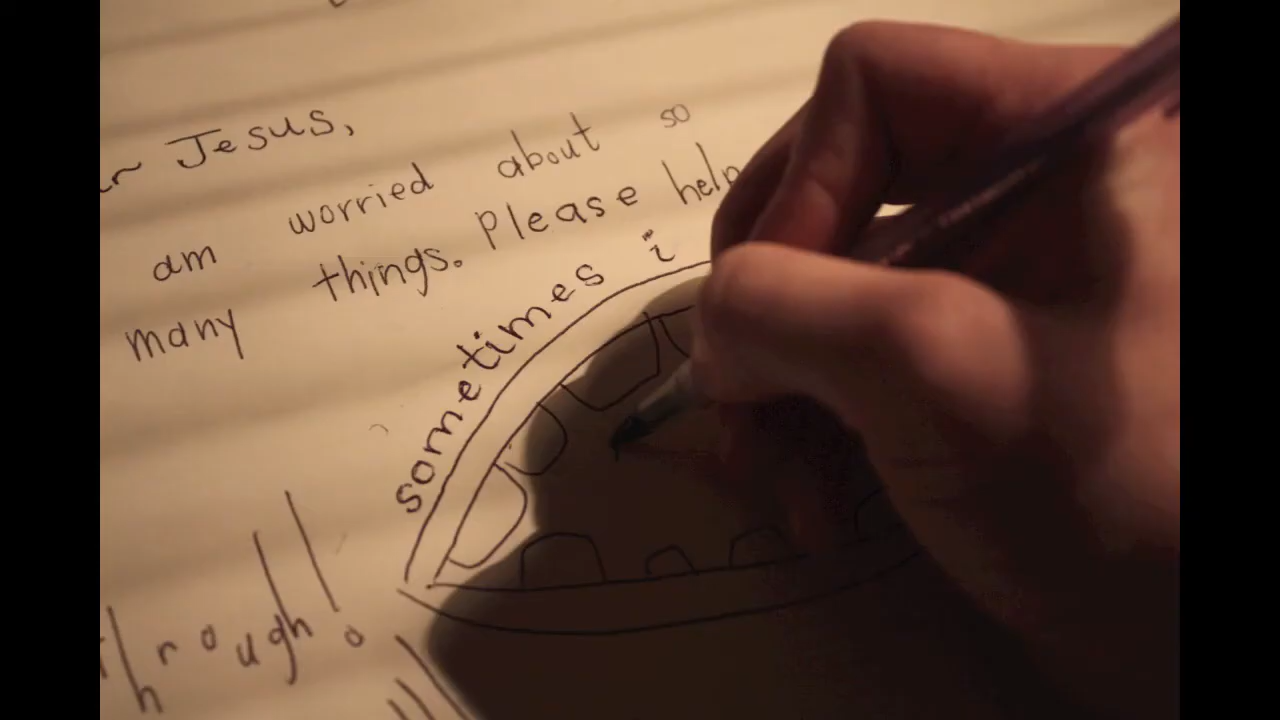 Jesus,
am worried about so
many things. Please help
sometimes i
through!